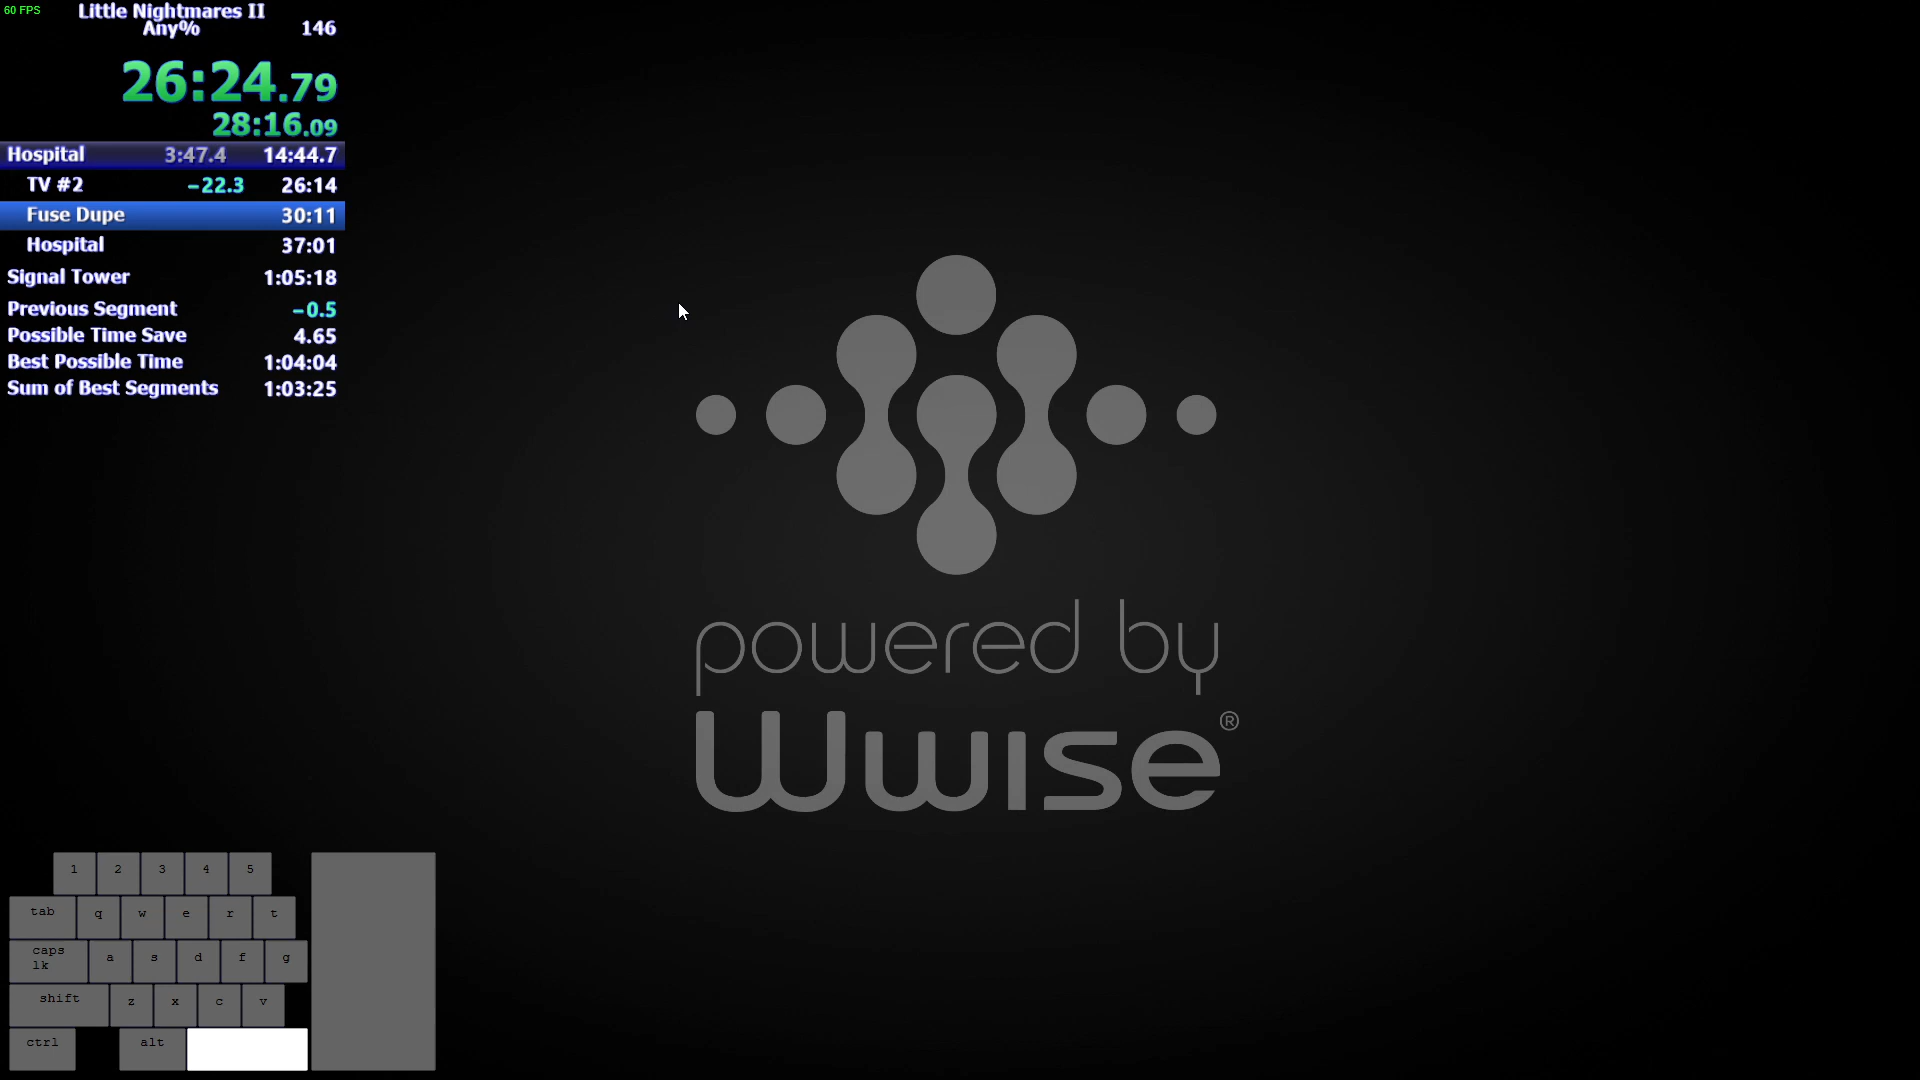 60 FPS
Little Nightmares II
Any% 146
26:24.79
28:16.09
Hospital 3:47.4 14:44.7
TV #2 −22.3 26:14
Fuse Dupe 30:11
Hospital 37:01
Signal Tower 1:05:18
Previous Segment −0.5
Possible Time Save 4.65
Best Possible Time 1:04:04
Sum of Best Segments 1:03:25
powered by
Wwise®
1 2 3 4 5
tab q w e r t
caps lk a s d f g
shift z x c v
ctrl alt